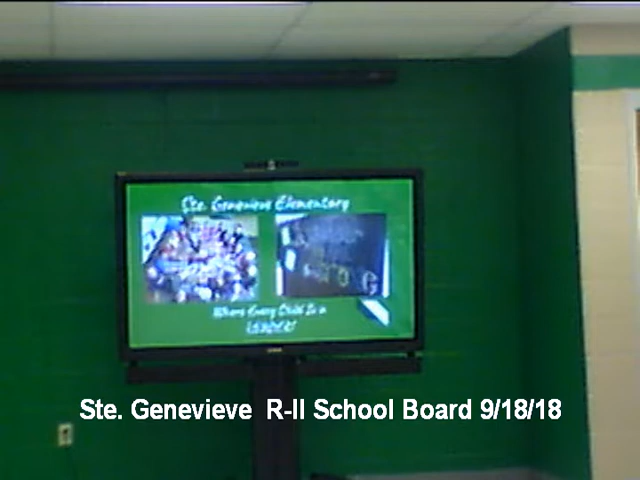 Ste. Genevieve Elementary
Where Every Child Is a
LEADER!
Ste. Genevieve R-II School Board 9/18/18